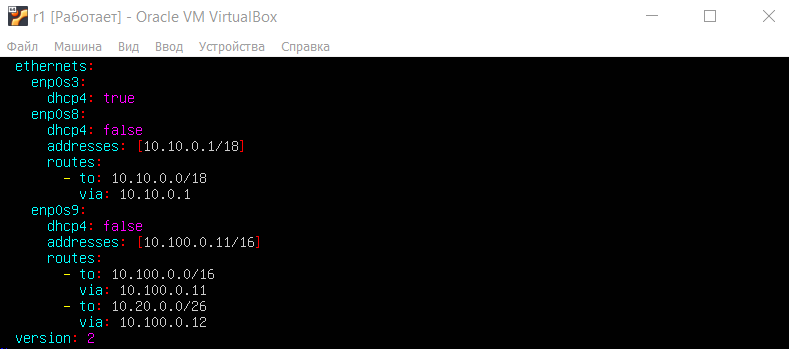 r1 [Работает] - Oracle VM VirtualBox
Файл Машина Вид Ввод Устройства Справка
ethernets:
  enp0s3:
    dhcp4: true
  enp0s8:
    dhcp4: false
    addresses: [10.10.0.1/18]
    routes:
      - to: 10.10.0.0/18
        via: 10.10.0.1
  enp0s9:
    dhcp4: false
    addresses: [10.100.0.11/16]
    routes:
      - to: 10.100.0.0/16
        via: 10.100.0.11
      - to: 10.20.0.0/26
        via: 10.100.0.12
version: 2